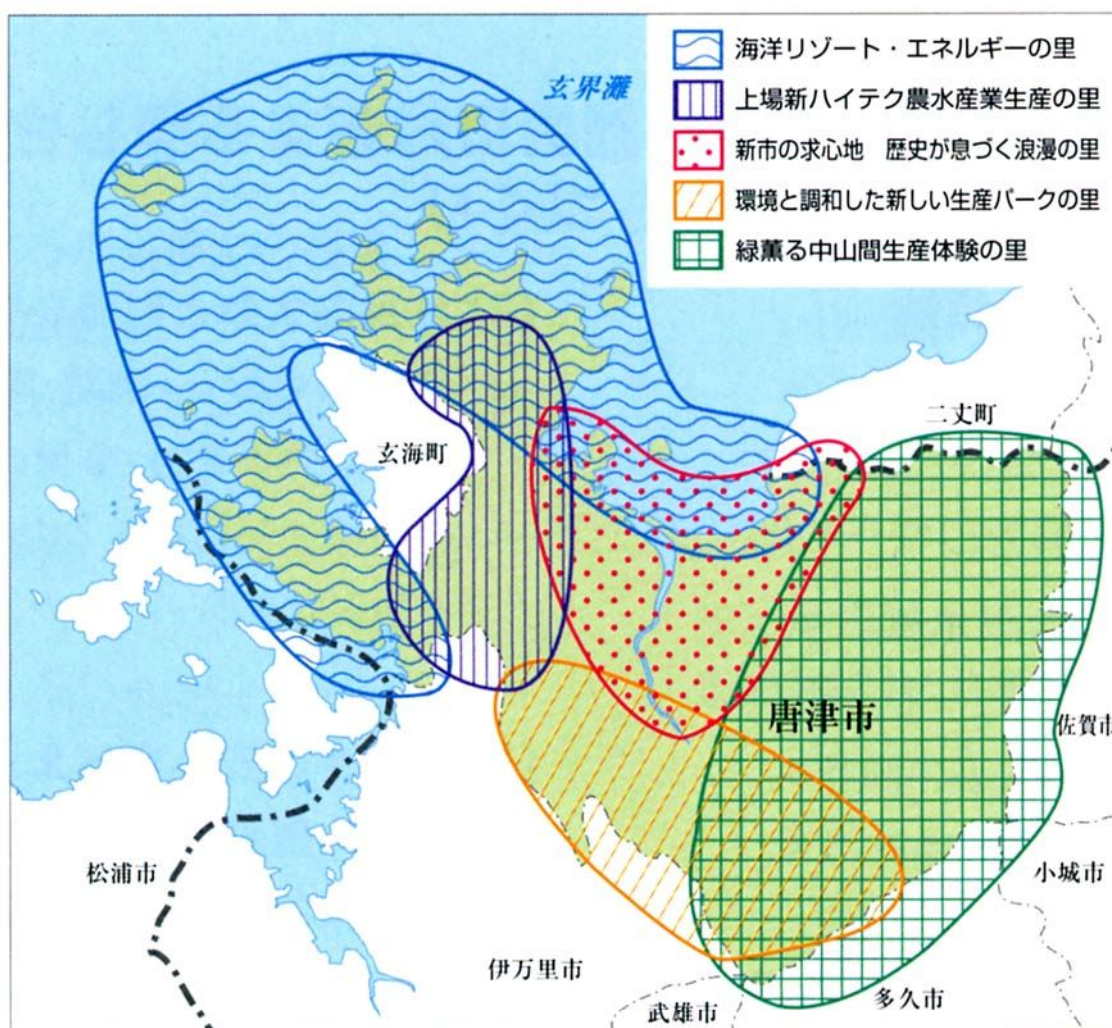 海洋リゾート・エネルギーの里
上場新ハイテク農水産業生産の里
新市の求心地　歴史が息づく浪漫の里
環境と調和した新しい生産パークの里
緑薫る中山間生産体験の里
玄界灘
二丈町
玄海町
唐津市
佐賀市
松浦市
小城市
伊万里市
武雄市
多久市